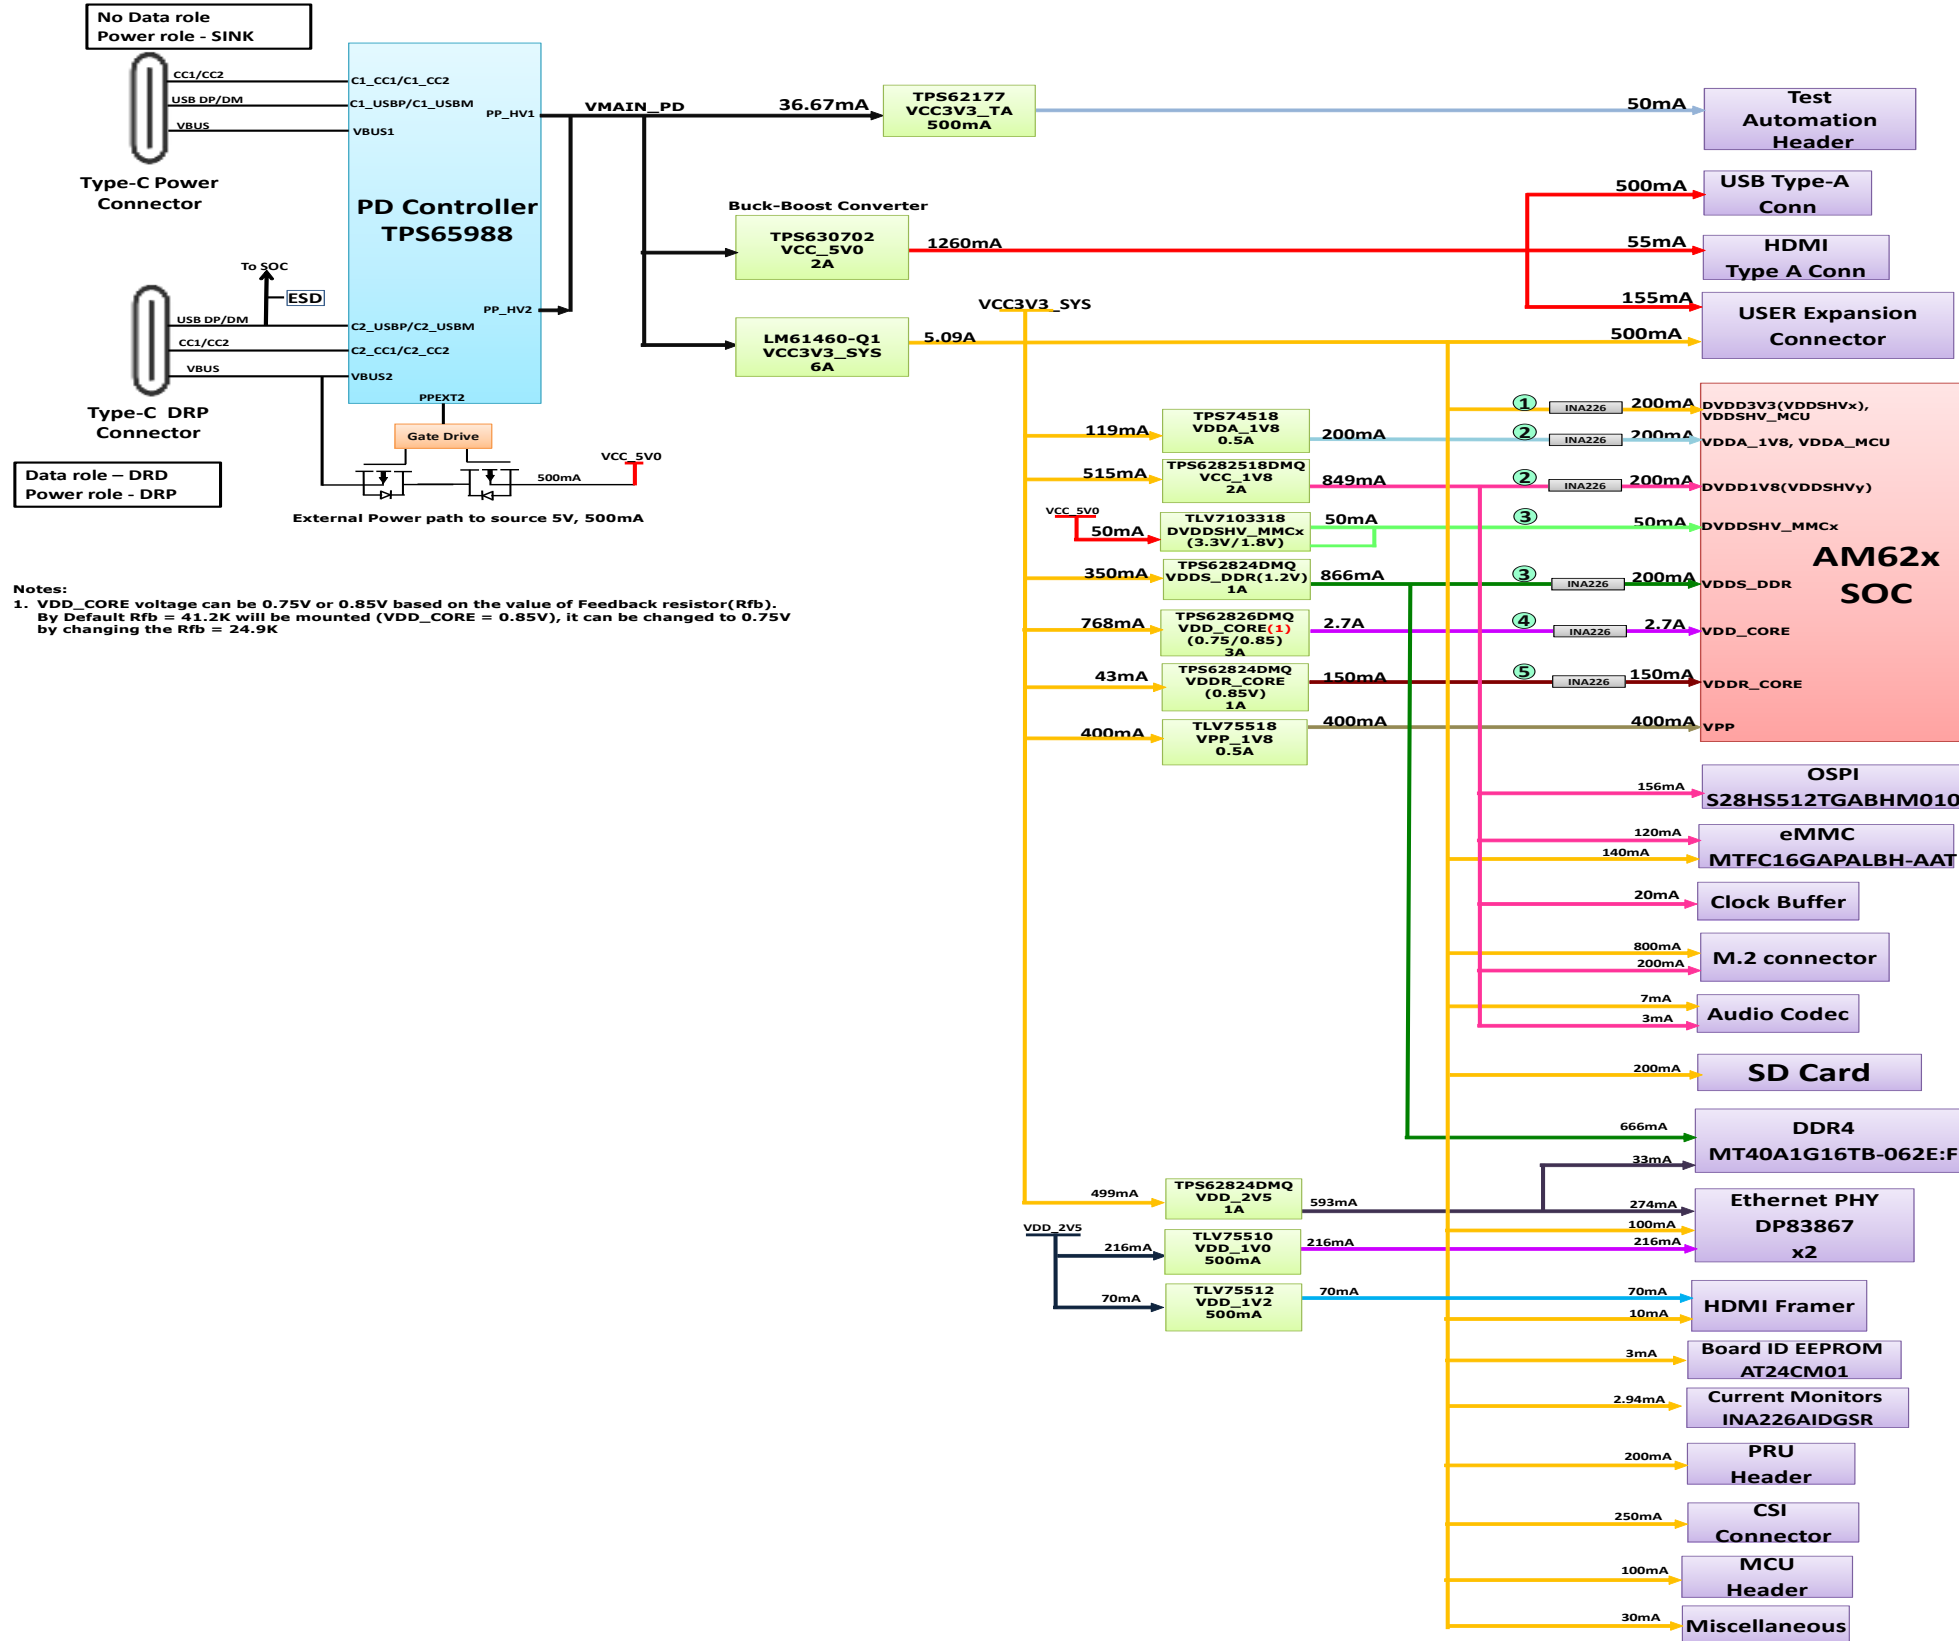 No Data role
Power role - SINK
CC1/CC2
USB DP/DM
VBUS
Type-C Power
Connector
C1_CC1/C1_CC2
C1_USBP/C1_USBM
VBUS1
PP_HV1
PD Controller
TPS65988
PP_HV2
C2_USBP/C2_USBM
C2_CC1/C2_CC2
VBUS2
PPEXT2
To SOC
ESD
USB DP/DM
CC1/CC2
VBUS
Type-C DRP
Connector
Data role – DRD
Power role - DRP
Gate Drive
500mA
VCC_5V0
External Power path to source 5V, 500mA
Notes:
1. VDD_CORE voltage can be 0.75V or 0.85V based on the value of Feedback resistor(Rfb).
By Default Rfb = 41.2K will be mounted (VDD_CORE = 0.85V), it can be changed to 0.75V
by changing the Rfb = 24.9K
VMAIN_PD
36.67mA
TPS62177
VCC3V3_TA
500mA
50mA
Test
Automation
Header
Buck-Boost Converter
TPS630702
VCC_5V0
2A
1260mA
500mA
USB Type-A
Conn
55mA
HDMI
Type A Conn
155mA
USER Expansion
Connector
500mA
VCC3V3_SYS
LM61460-Q1
VCC3V3_SYS
6A
5.09A
1
INA226
200mA
DVDD3V3(VDDSHVx),
VDDSHV_MCU
119mA
TPS74518
VDDA_1V8
0.5A
200mA
2
INA226
200mA
VDDA_1V8, VDDA_MCU
515mA
TPS6282518DMQ
VCC_1V8
2A
849mA
2
INA226
200mA
DVDD1V8(VDDSHVy)
VCC_5V0
50mA
TLV7103318
DVDDSHV_MMCx
(3.3V/1.8V)
50mA
3
50mA
DVDDSHV_MMCx
AM62x
SOC
350mA
TPS62824DMQ
VDDS_DDR(1.2V)
1A
866mA
3
INA226
200mA
VDDS_DDR
768mA
TPS62826DMQ
VDD_CORE(1)
(0.75/0.85)
3A
2.7A
4
INA226
2.7A
VDD_CORE
43mA
TPS62824DMQ
VDDR_CORE
(0.85V)
1A
150mA
5
INA226
150mA
VDDR_CORE
400mA
TLV75518
VPP_1V8
0.5A
400mA
400mA
VPP
156mA
OSPI
S28HS512TGABHM010
120mA
140mA
eMMC
MTFC16GAPALBH-AAT
20mA
Clock Buffer
800mA
200mA
M.2 connector
7mA
3mA
Audio Codec
200mA
SD Card
666mA
33mA
DDR4
MT40A1G16TB-062E:F
499mA
TPS62824DMQ
VDD_2V5
1A
593mA
274mA
100mA
216mA
Ethernet PHY
DP83867
x2
VDD_2V5
216mA
TLV75510
VDD_1V0
500mA
216mA
70mA
TLV75512
VDD_1V2
500mA
70mA
70mA
10mA
HDMI Framer
3mA
Board ID EEPROM
AT24CM01
2.94mA
Current Monitors
INA226AIDGSR
200mA
PRU
Header
250mA
CSI
Connector
100mA
MCU
Header
30mA
Miscellaneous